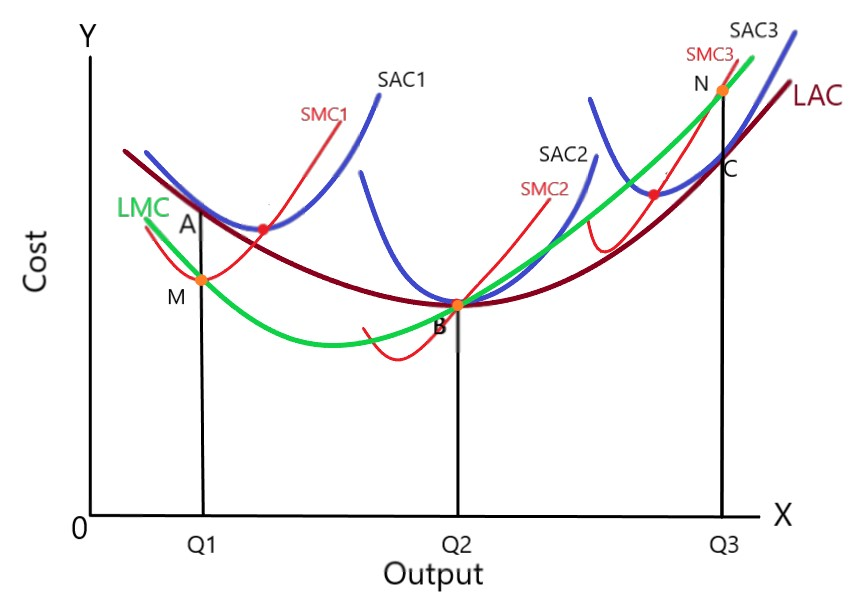 Y
SAC3
SMC3
N
SAC1
LAC
SMC1
SAC2
C
SMC2
LMC
A
Cost
M
B
0
X
Q1
Q2
Q3
Output